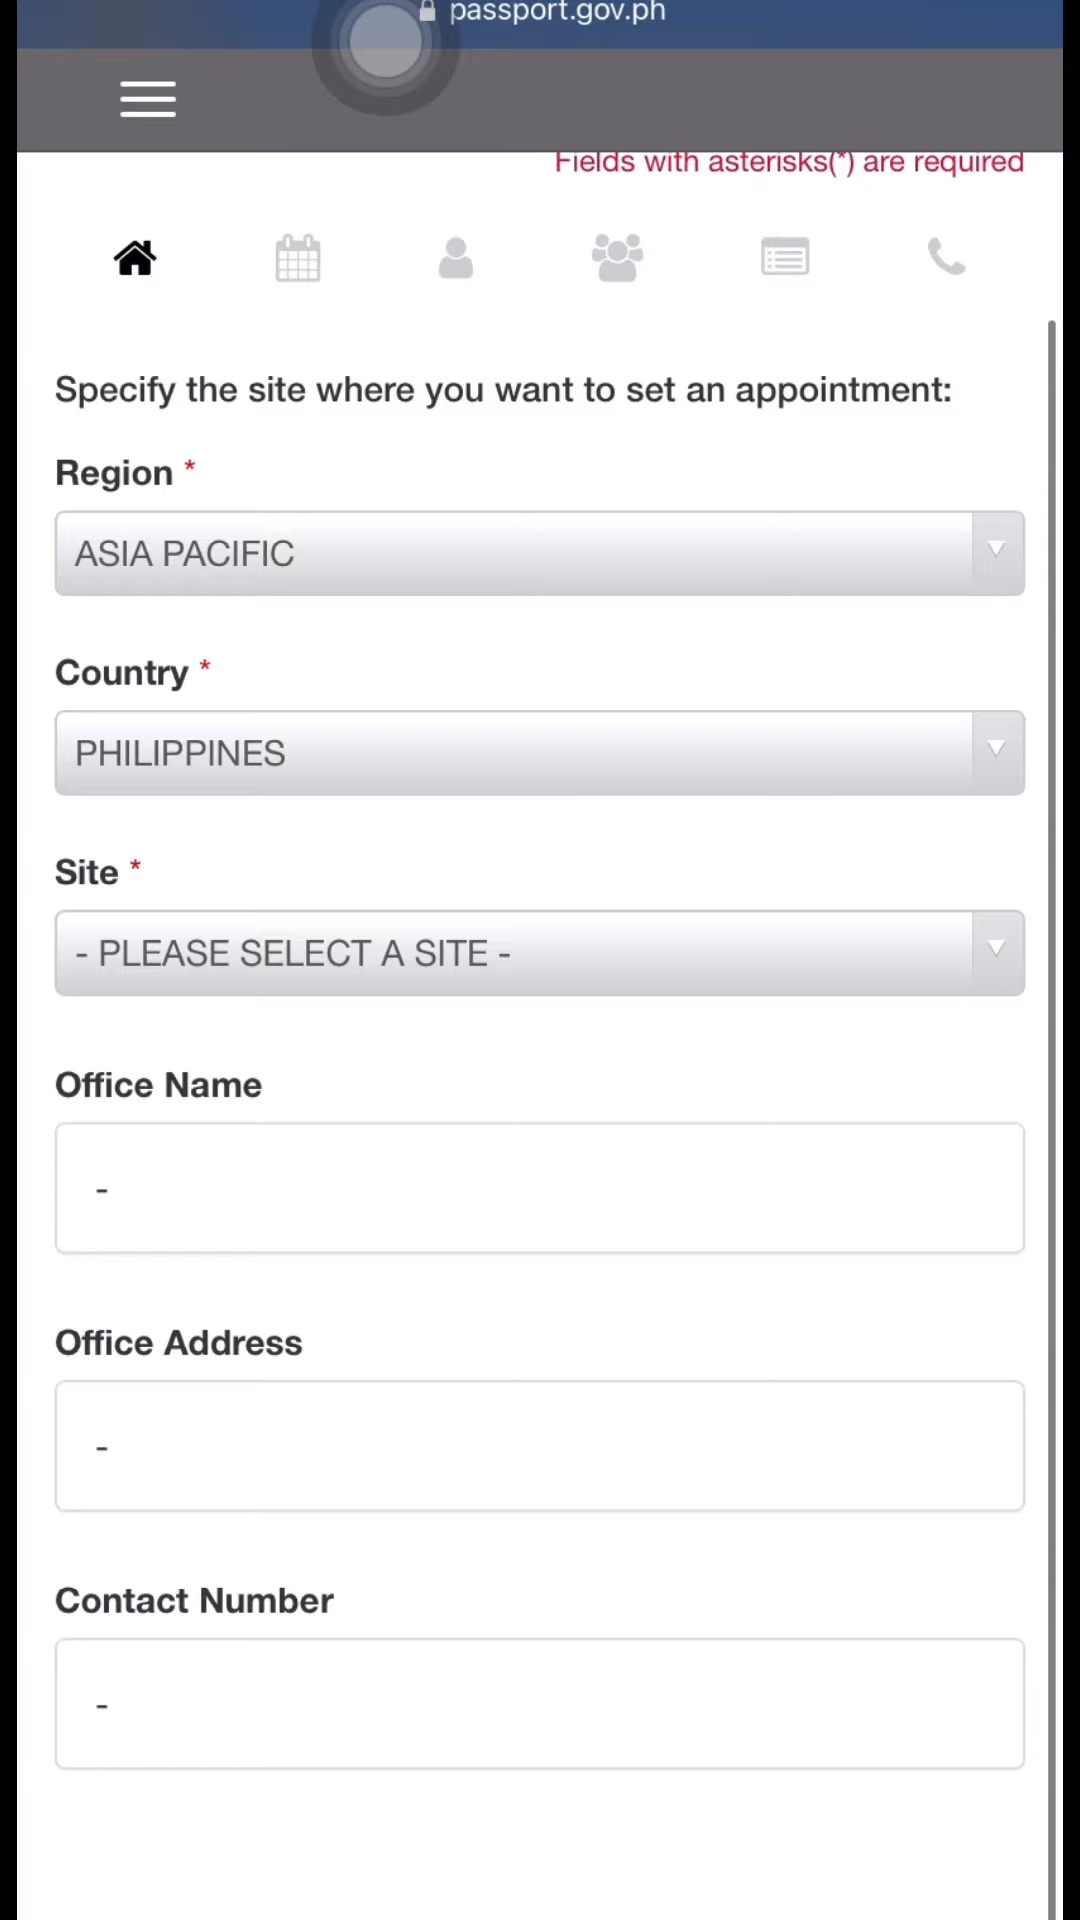 passport.gov.ph
Fields with asterisks(*) are required
Specify the site where you want to set an appointment:
Region *
ASIA PACIFIC
Country *
PHILIPPINES
Site *
- PLEASE SELECT A SITE -
Office Name
-
Office Address
-
Contact Number
-